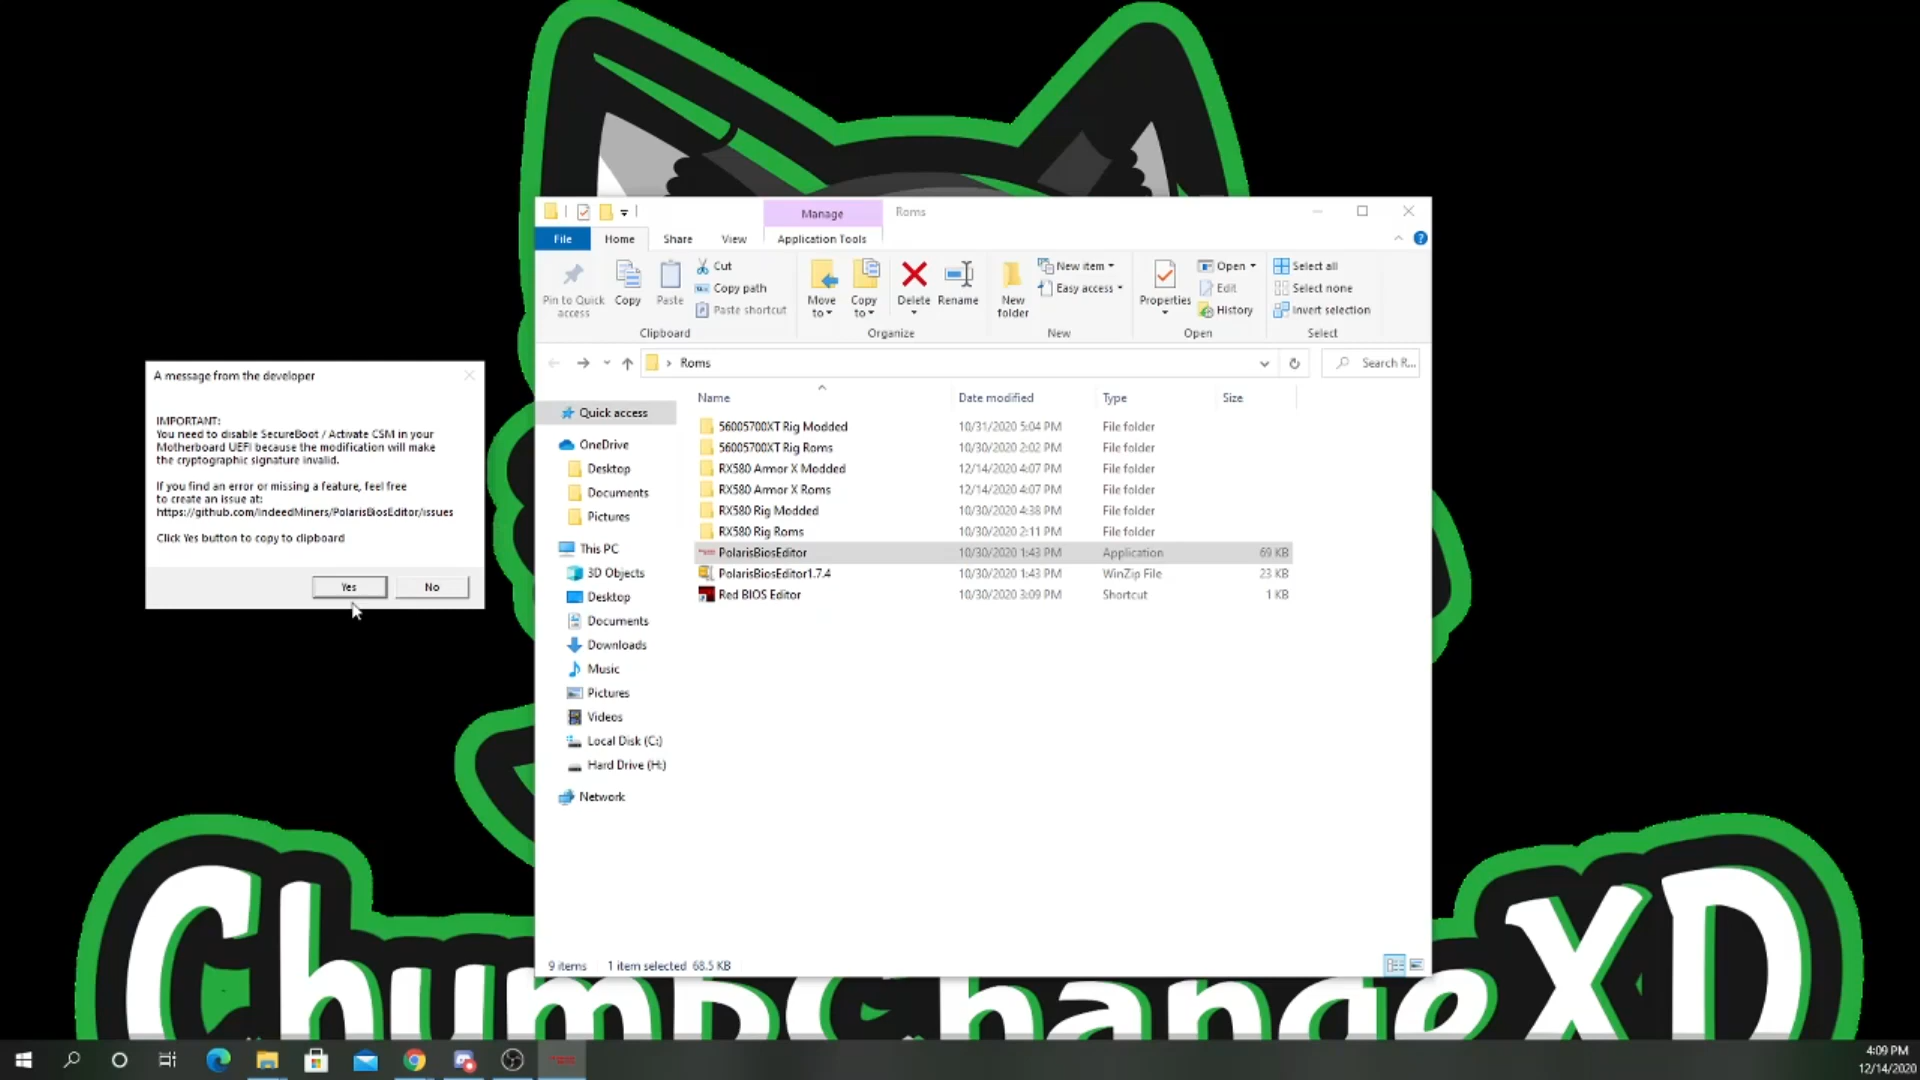 Manage
Roms
File
Home
Share
View
Application Tools
Pin to Quick access
Copy
Paste
Cut
Copy path
Paste shortcut
Clipboard
Move to
Copy to
Delete
Rename
Organize
New folder
New item
Easy access
New
Properties
Open
Edit
History
Open
Select all
Select none
Invert selection
Select
Roms
Search R...
Name
Date modified
Type
Size
Quick access
OneDrive
Desktop
Documents
Pictures
This PC
3D Objects
Desktop
Documents
Downloads
Music
Pictures
Videos
Local Disk (C:)
Hard Drive (H:)
Network
56005700XT Rig Modded 10/31/2020 5:04 PM File folder
56005700XT Rig Roms 10/30/2020 2:02 PM File folder
RX580 Armor X Modded 12/14/2020 4:07 PM File folder
RX580 Armor X Roms 12/14/2020 4:07 PM File folder
RX580 Rig Modded 10/30/2020 4:38 PM File folder
RX580 Rig Roms 10/30/2020 2:11 PM File folder
PolarisBiosEditor 10/30/2020 1:43 PM Application 69 KB
PolarisBiosEditor1.7.4 10/30/2020 1:43 PM WinZip File 23 KB
Red BIOS Editor 10/30/2020 3:09 PM Shortcut 1 KB
9 items 1 item selected 68.5 KB
A message from the developer
IMPORTANT:
You need to disable SecureBoot / Activate CSM in your
Motherboard UEFI because the modification will make
the cryptographic signature invalid.
If you find an error or missing a feature, feel free
to create an issue at:
https://github.com/IndeedMiners/PolarisBiosEditor/issues
Click Yes button to copy to clipboard
Yes
No
ChumpChangeXD
4:09 PM
12/14/2020